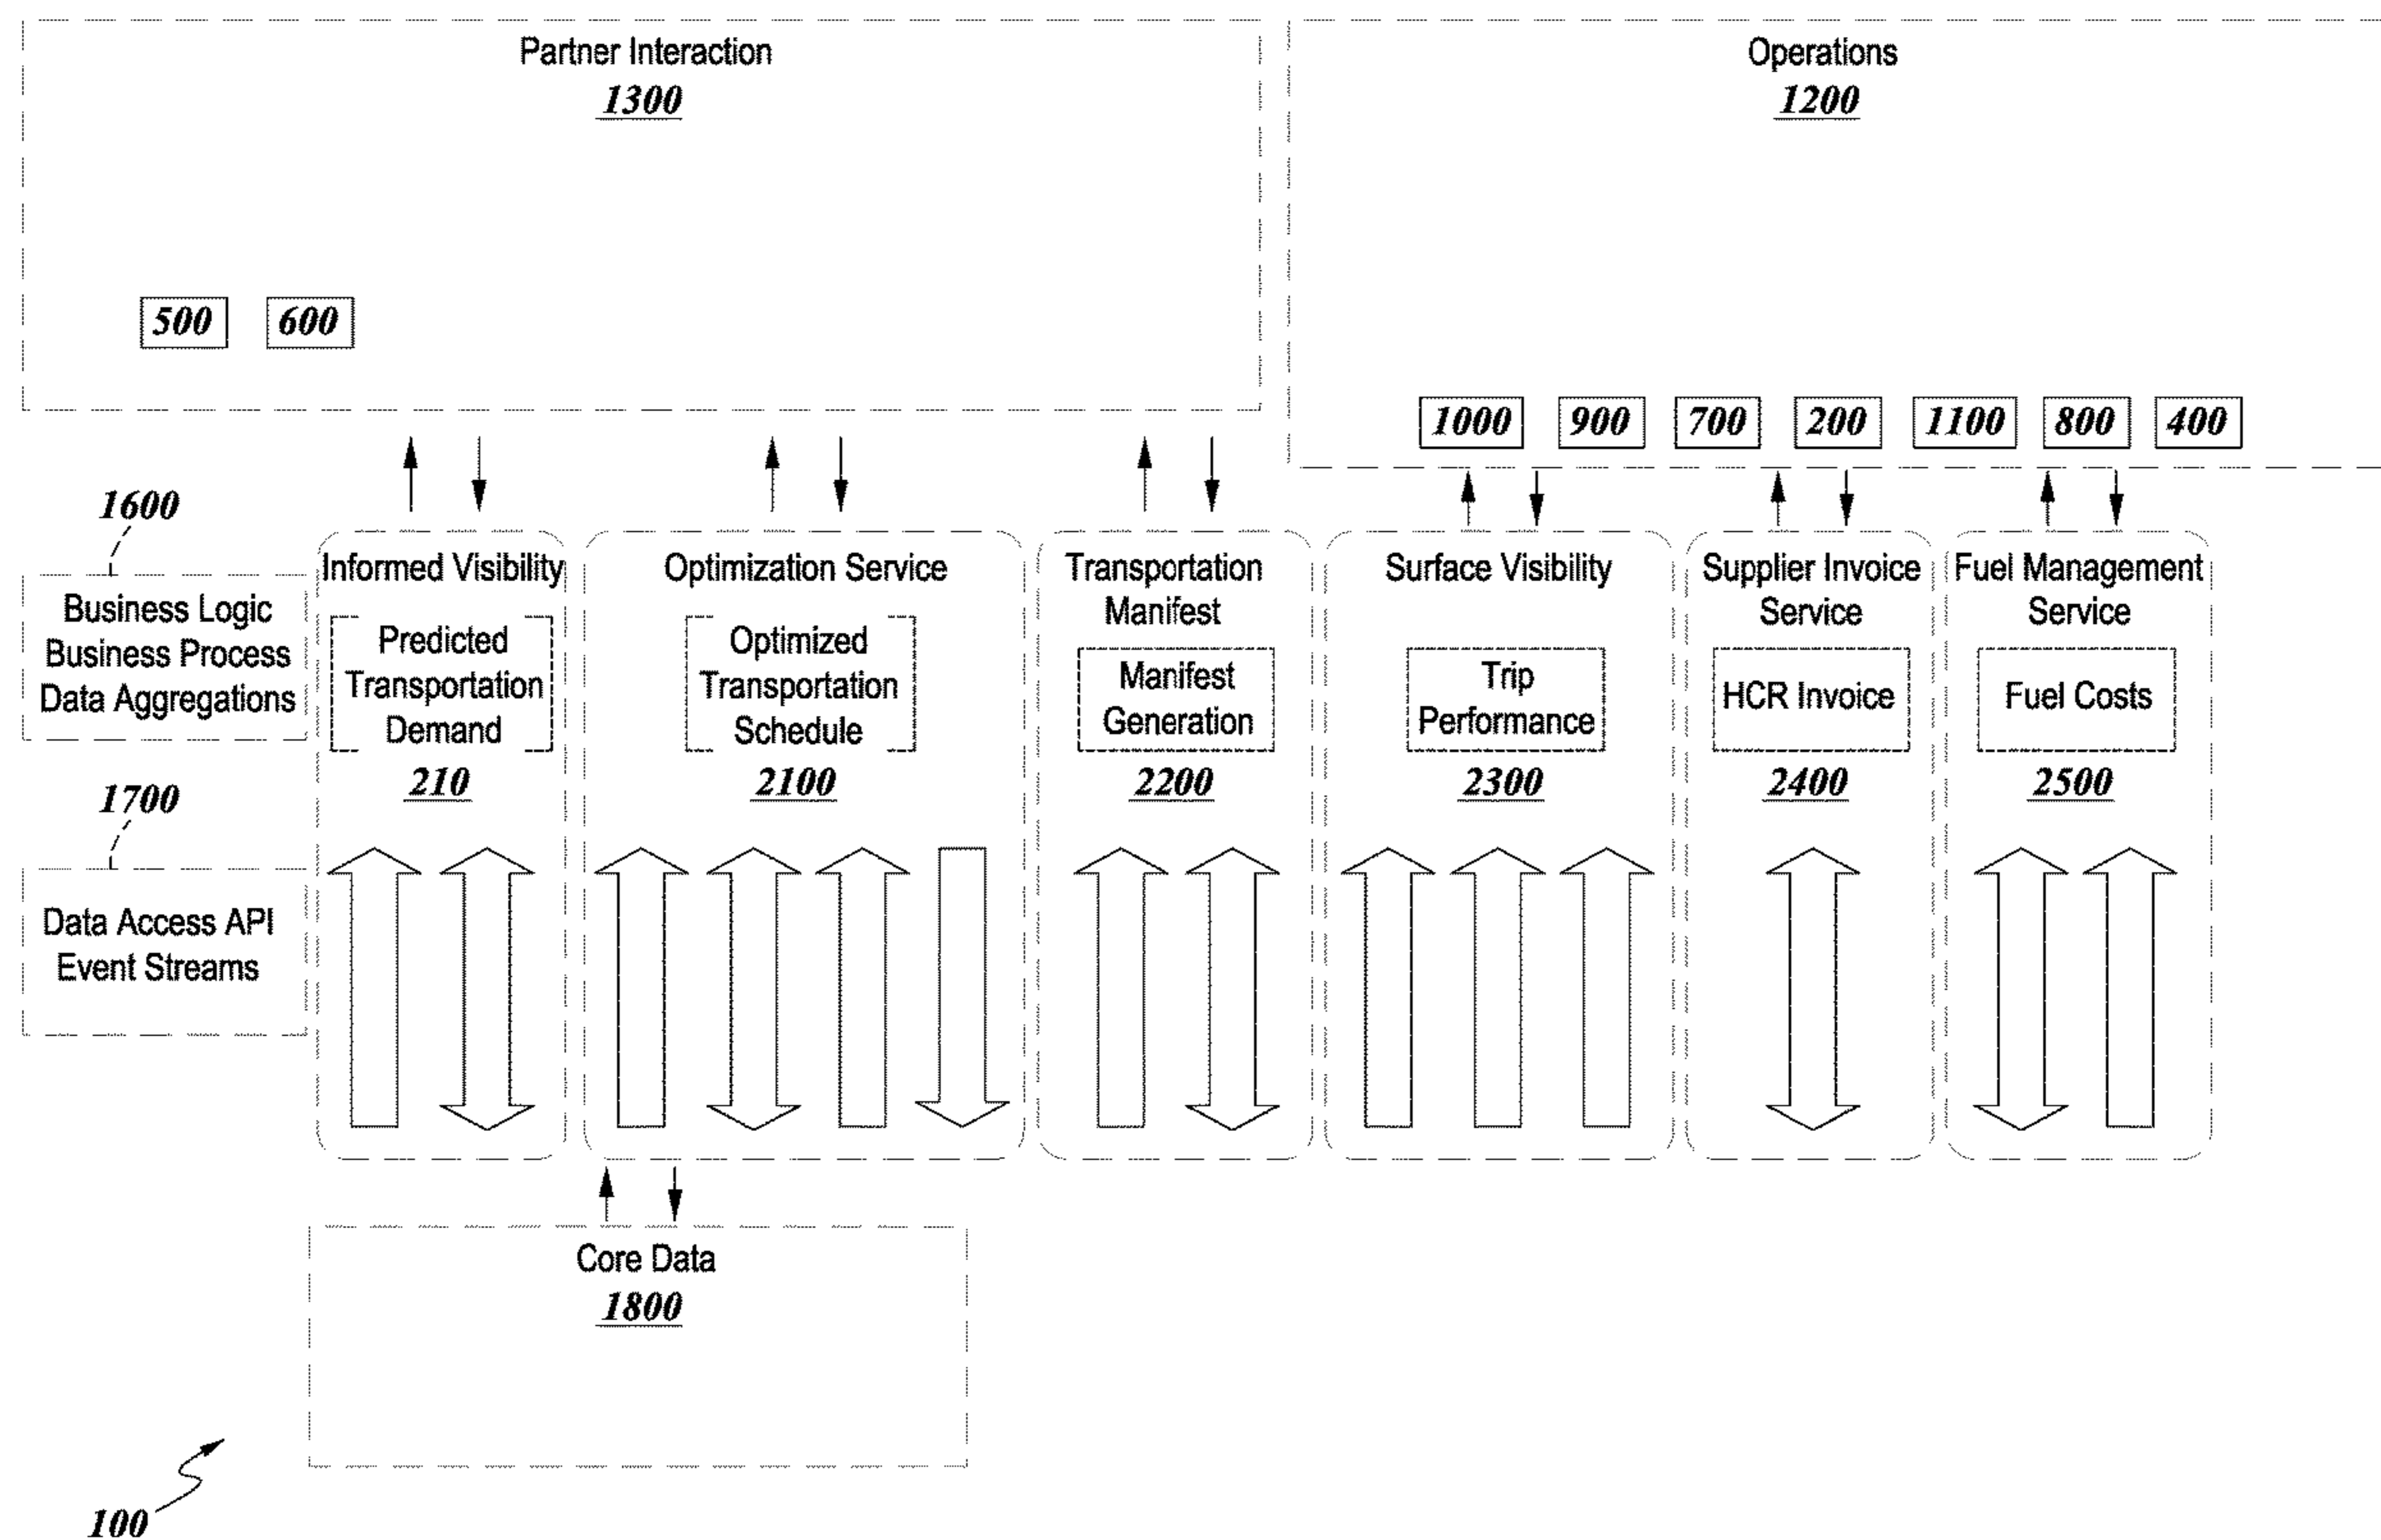 Partner Interaction
1300
Operations
1200
500
600
1000
900
700
200
1100
800
400
1600
Business Logic
Business Process
Data Aggregations
1700
Data Access API
Event Streams
Informed Visibility
Predicted
Transportation
Demand
210
Optimization Service
Optimized
Transportation
Schedule
2100
Transportation
Manifest
Manifest
Generation
2200
Surface Visibility
Trip
Performance
2300
Supplier Invoice
Service
HCR Invoice
2400
Fuel Management
Service
Fuel Costs
2500
Core Data
1800
100